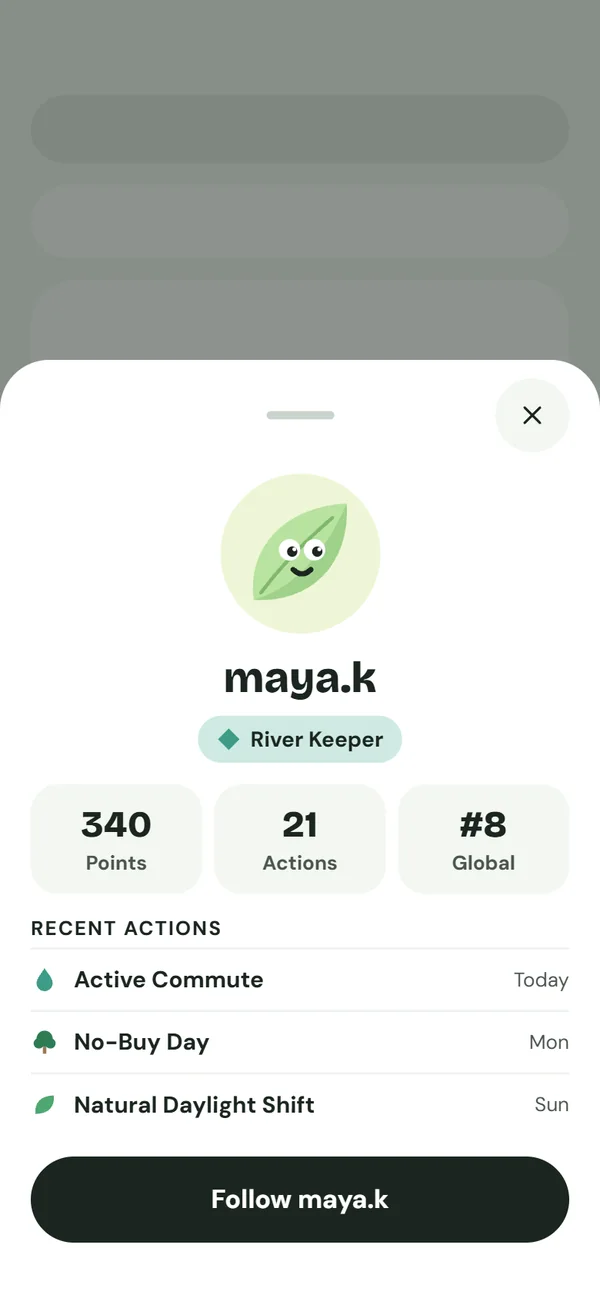 maya.k
River Keeper
340
Points
21
Actions
#8
Global
RECENT ACTIONS
Active Commute Today
No-Buy Day Mon
Natural Daylight Shift Sun
Follow maya.k